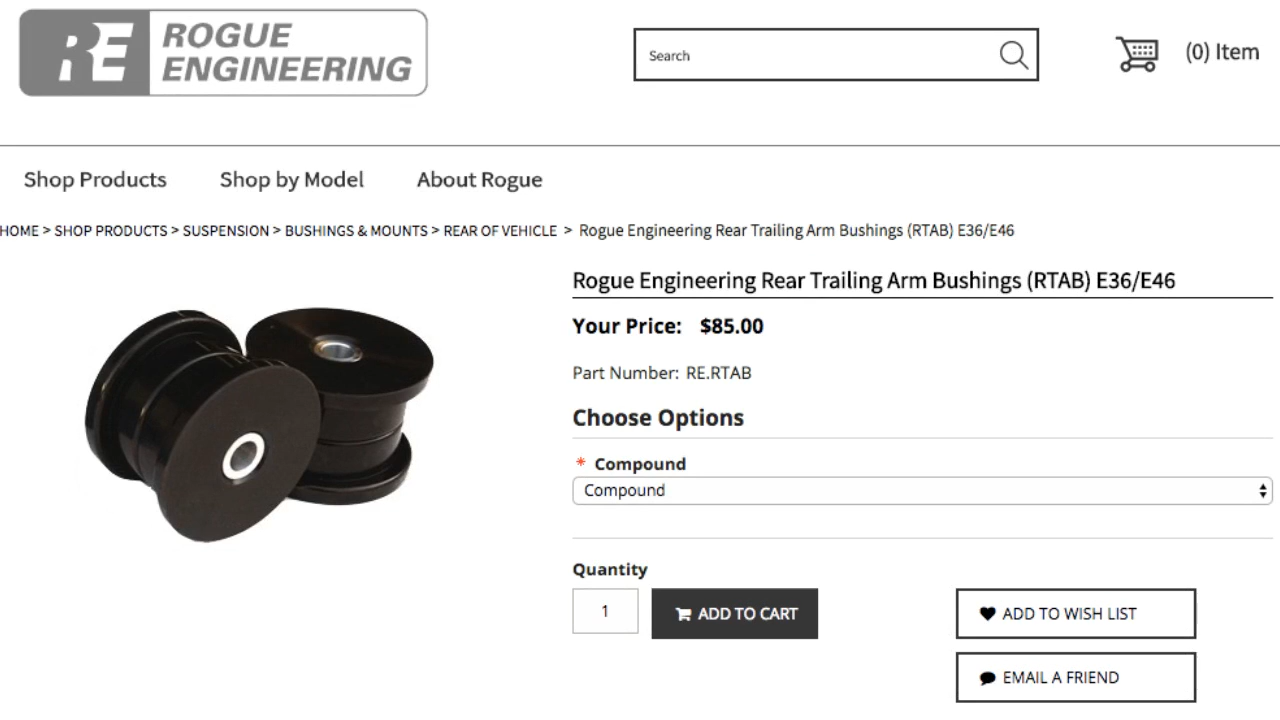 RE ROGUE
ENGINEERING
Search
(0) Item
Shop Products Shop by Model About Rogue
HOME > SHOP PRODUCTS > SUSPENSION > BUSHINGS & MOUNTS > REAR OF VEHICLE > Rogue Engineering Rear Trailing Arm Bushings (RTAB) E36/E46
Rogue Engineering Rear Trailing Arm Bushings (RTAB) E36/E46
Your Price: $85.00
Part Number: RE.RTAB
Choose Options
* Compound
Compound
Quantity
1 ADD TO CART ADD TO WISH LIST
EMAIL A FRIEND